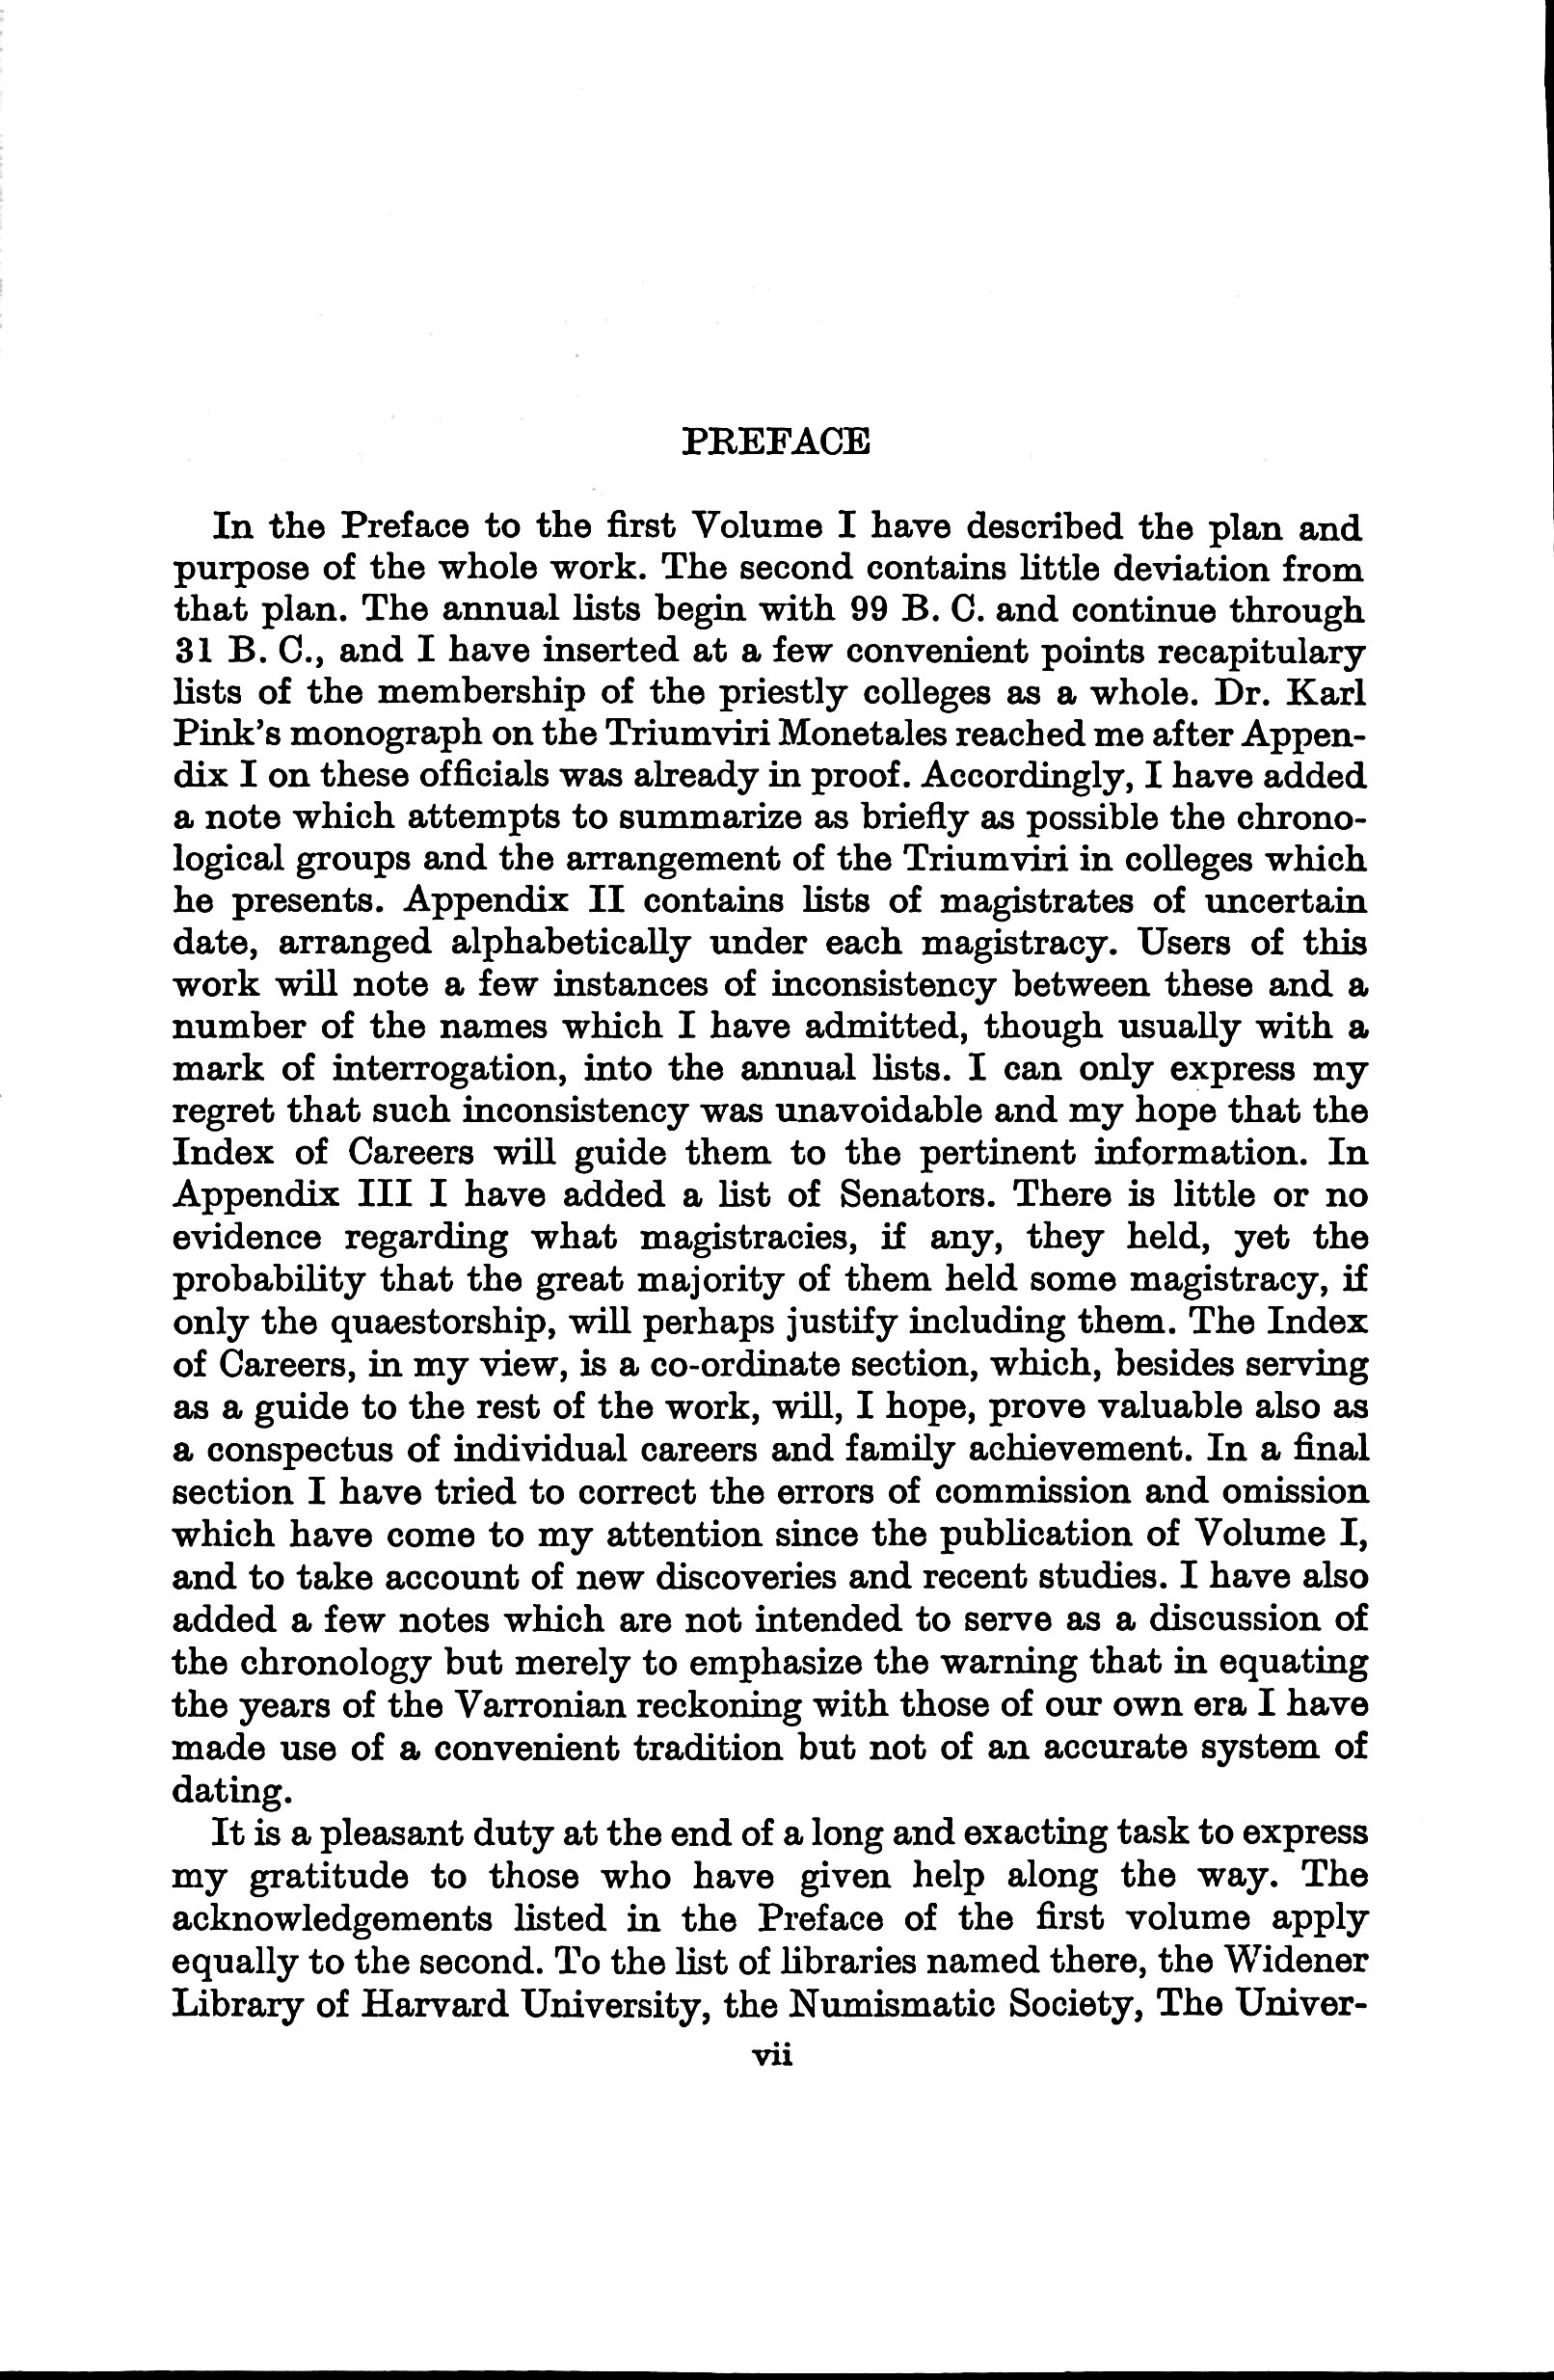 PREFACE
In the Preface to the first Volume I have described the plan and
purpose of the whole work. The second contains little deviation from
that plan. The annual lists begin with 99 B. C. and continue through
31 B. C., and I have inserted at a few convenient points recapitulary
lists of the membership of the priestly colleges as a whole. Dr. Karl
Pink's monograph on the Triumviri Monetales reached me after Appen-
dix I on these officials was already in proof. Accordingly, I have added
a note which attempts to summarize as briefly as possible the chrono-
logical groups and the arrangement of the Triumviri in colleges which
he presents. Appendix II contains lists of magistrates of uncertain
date, arranged alphabetically under each magistracy. Users of this
work will note a few instances of inconsistency between these and a
number of the names which I have admitted, though usually with a
mark of interrogation, into the annual lists. I can only express my
regret that such inconsistency was unavoidable and my hope that the
Index of Careers will guide them to the pertinent information. In
Appendix III I have added a list of Senators. There is little or no
evidence regarding what magistracies, if any, they held, yet the
probability that the great majority of them held some magistracy, if
only the quaestorship, will perhaps justify including them. The Index
of Careers, in my view, is a co-ordinate section, which, besides serving
as a guide to the rest of the work, will, I hope, prove valuable also as
a conspectus of individual careers and family achievement. In a final
section I have tried to correct the errors of commission and omission
which have come to my attention since the publication of Volume I,
and to take account of new discoveries and recent studies. I have also
added a few notes which are not intended to serve as a discussion of
the chronology but merely to emphasize the warning that in equating
the years of the Varronian reckoning with those of our own era I have
made use of a convenient tradition but not of an accurate system of
dating.
It is a pleasant duty at the end of a long and exacting task to express
my gratitude to those who have given help along the way. The
acknowledgements listed in the Preface of the first volume apply
equally to the second. To the list of libraries named there, the Widener
Library of Harvard University, the Numismatic Society, The Univer-
vii